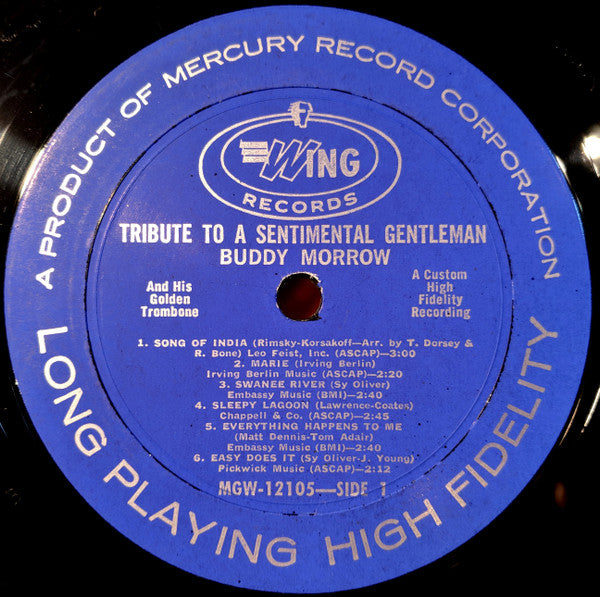 A PRODUCT OF MERCURY RECORD CORPORATION
WING
RECORDS
TRIBUTE TO A SENTIMENTAL GENTLEMAN
BUDDY MORROW
And His
Golden
Trombone
A Custom
High
Fidelity
Recording
1. SONG OF INDIA (Rimsky-Korsakoff—Arr. by T. Dorsey &
R. Bone) Leo Feist, Inc. (ASCAP)—3:00
2. MARIE (Irving Berlin)
Irving Berlin Music (ASCAP)—2:20
3. SWANEE RIVER (Sy Oliver)
Embassy Music (BMI)—2:40
4. SLEEPY LAGOON (Lawrence-Coates)
Chappell & Co. (ASCAP)—2:45
5. EVERYTHING HAPPENS TO ME
(Matt Dennis-Tom Adair)
Embassy Music (BMI)—2:40
6. EASY DOES IT (Sy Oliver-J. Young)
Pickwick Music (ASCAP)—2:12
MGW-12105—SIDE 1
LONG PLAYING HIGH FIDELITY